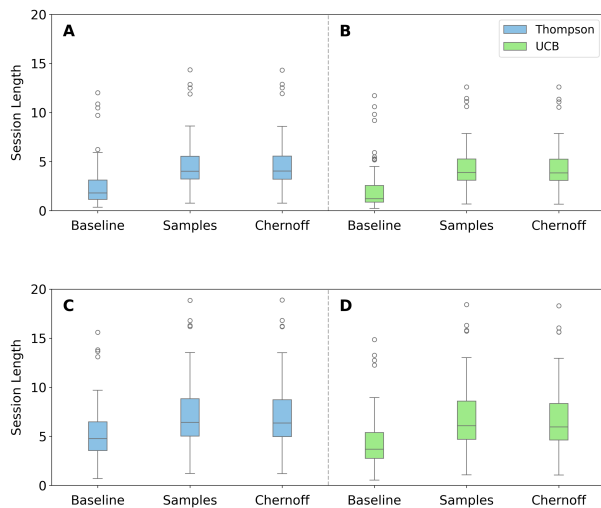 20
15
10
5
0
Session Length
A
B
Thompson
UCB
Baseline Samples Chernoff Baseline Samples Chernoff
20
15
10
5
0
Session Length
C
D
Baseline Samples Chernoff Baseline Samples Chernoff